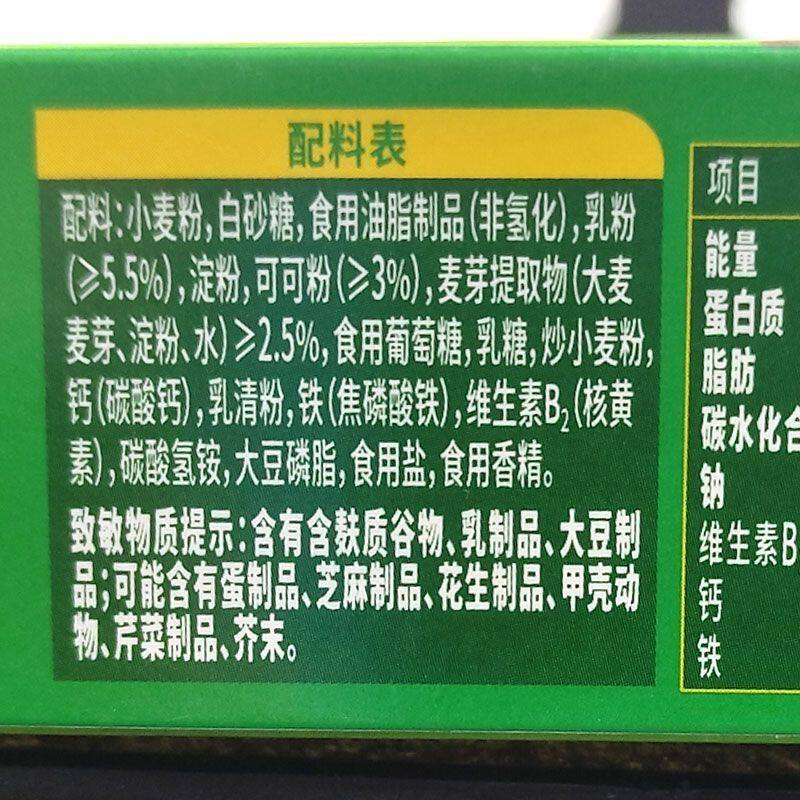 配料表
配料:小麦粉,白砂糖,食用油脂制品(非氢化),乳粉
(≥5.5%),淀粉,可可粉(≥3%),麦芽提取物(大麦
麦芽、淀粉、水)≥2.5%,食用葡萄糖,乳糖,炒小麦粉,
钙(碳酸钙),乳清粉,铁(焦磷酸铁),维生素B₂(核黄
素),碳酸氢铵,大豆磷脂,食用盐,食用香精。
致敏物质提示:含有含麸质谷物、乳制品、大豆制
品;可能含有蛋制品、芝麻制品、花生制品、甲壳动
物、芹菜制品、芥末。
项目
能量
蛋白质
脂肪
碳水化合
钠
维生素B
钙
铁